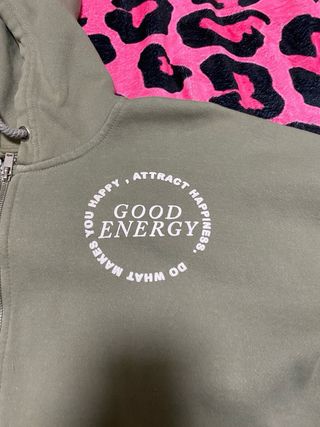 GOOD
ENERGY
DO WHAT MAKES YOU HAPPY , ATTRACT HAPPINESS.